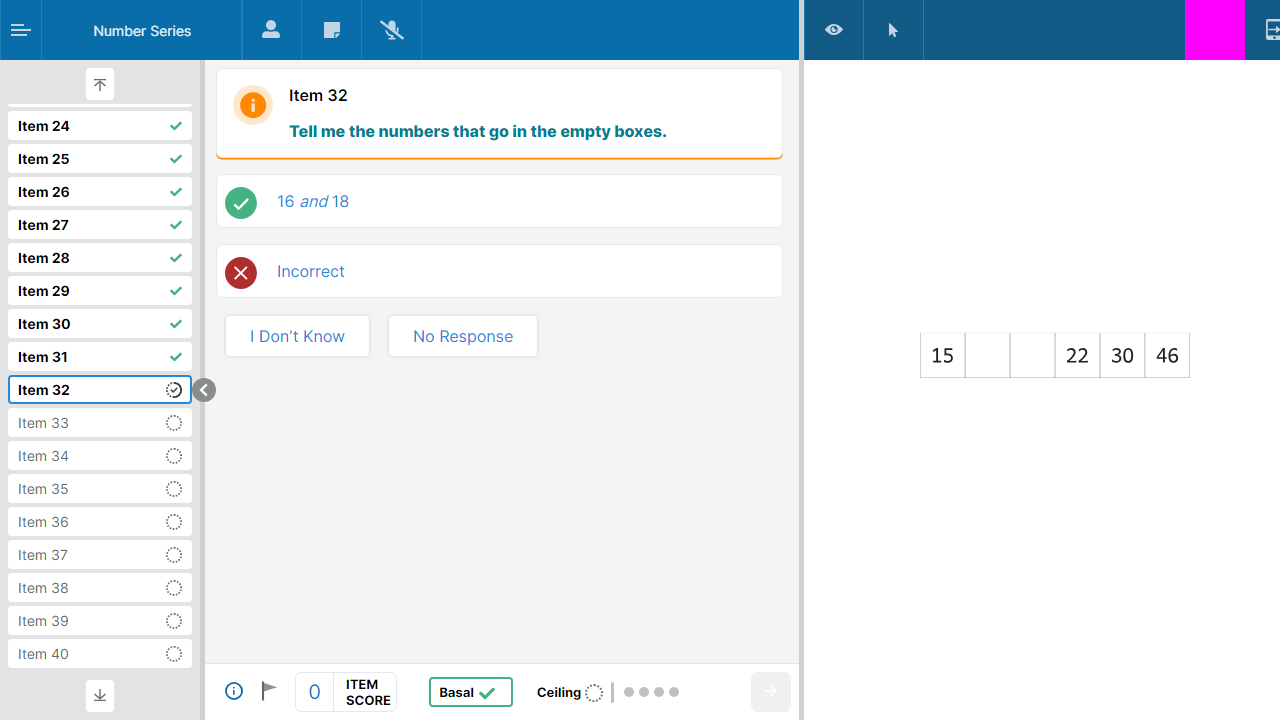 Number Series
Item 24
Item 25
Item 26
Item 27
Item 28
Item 29
Item 30
Item 31
Item 32
Item 33
Item 34
Item 35
Item 36
Item 37
Item 38
Item 39
Item 40
Item 32
Tell me the numbers that go in the empty boxes.
16 and 18
Incorrect
I Don’t Know
No Response
0
ITEM
SCORE
Basal
Ceiling
15 22 30 46